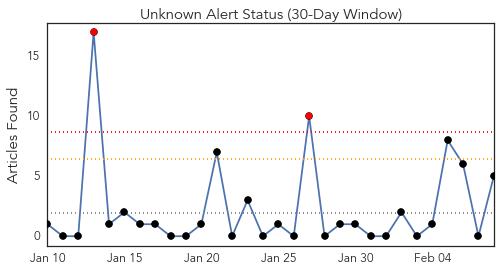 Unknown Alert Status (30-Day Window)
Articles Found
15
10
5
0
Jan 10
Jan 15
Jan 20
Jan 25
Jan 30
Feb 04